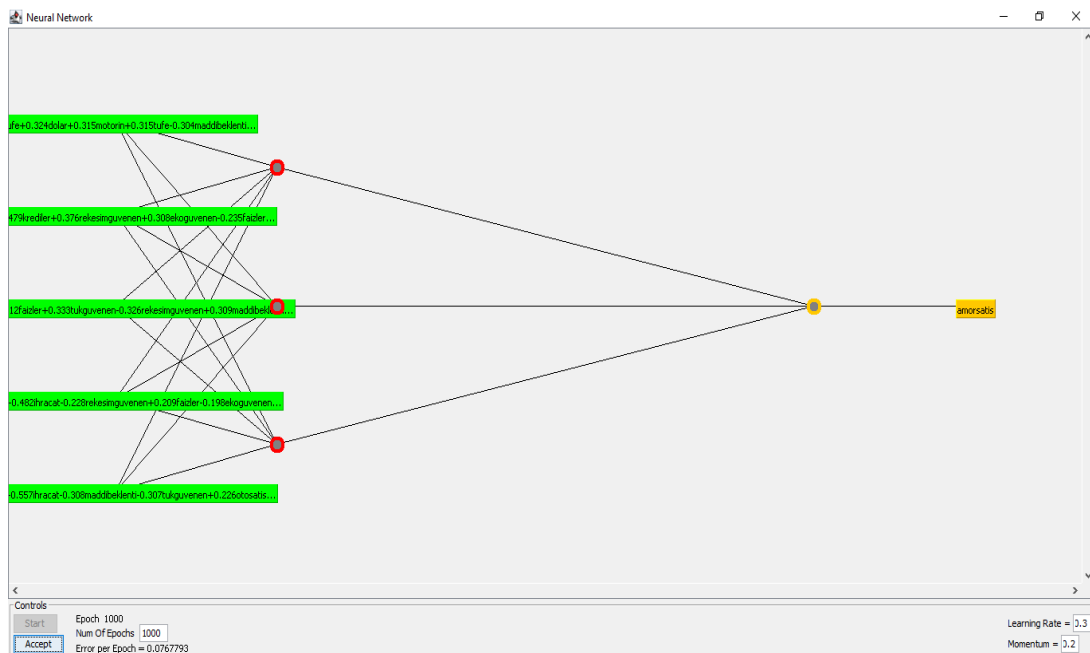 Neural Network
ufe+0.324dolar+0.315motorin+0.315tufe-0.304maddibeklenti...
479krediler+0.376rekesimguvenen+0.308ekoguvenen-0.235faizler...
12faizler+0.333tukguvenen-0.326rekesimguvenen+0.309maddibekl
amorsatis
-0.482ihracat-0.228rekesimguvenen+0.209faizler-0.198ekoguvenen...
-0.557ihracat-0.308maddibeklenti-0.307tukguvenen+0.226otosatis...
Controls
Start
Accept
Epoch 1000
Num Of Epochs 1000
Error per Epoch = 0.0767793
Learning Rate = 0.3
Momentum = 0.2